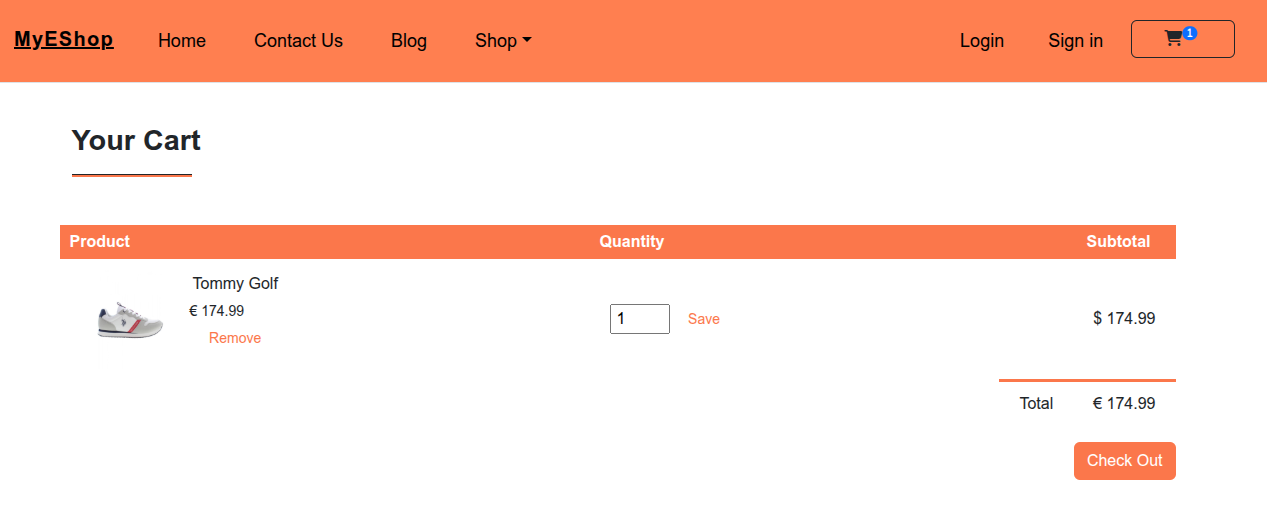 MyEShop Home Contact Us Blog Shop Login Sign in 1
Your Cart
Product Quantity Subtotal
Tommy Golf
€ 174.99
Remove
1 Save
$ 174.99
Total € 174.99
Check Out